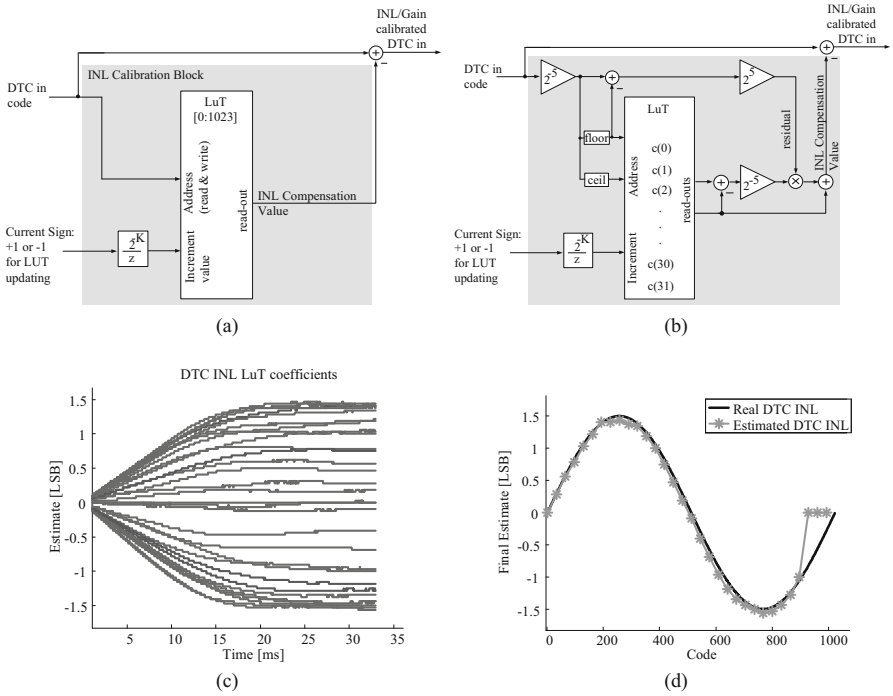 INL/Gain
calibrated
DTC in
DTC in
code
INL Calibration Block
LuT
[0:1023]
Address
(read & write)
Increment
value
read-out
INL Compensation
Value
Current Sign:
+1 or -1
for LUT
updating
2^-K
z
+
−
(a)
INL/Gain
calibrated
DTC in
DTC in
code
2^-5
+
−
2^5
LuT
floor
ceil
Address
Increment
value
c(0)
c(1)
c(2)
.
.
.
c(30)
c(31)
read-outs
+
−
2^-5
×
+
residual
INL Compensation
Value
+
−
Current Sign:
+1 or -1
for LUT
updating
2^-K
z
(b)
DTC INL LuT coefficients
Estimate [LSB]
1.5
1
0.5
0
-0.5
-1
-1.5
5 10 15 20 25 30 35
Time [ms]
(c)
Final Estimate [LSB]
1.5
1
0.5
0
-0.5
-1
-1.5
0 200 400 600 800 1000
Code
Real DTC INL
Estimated DTC INL
(d)